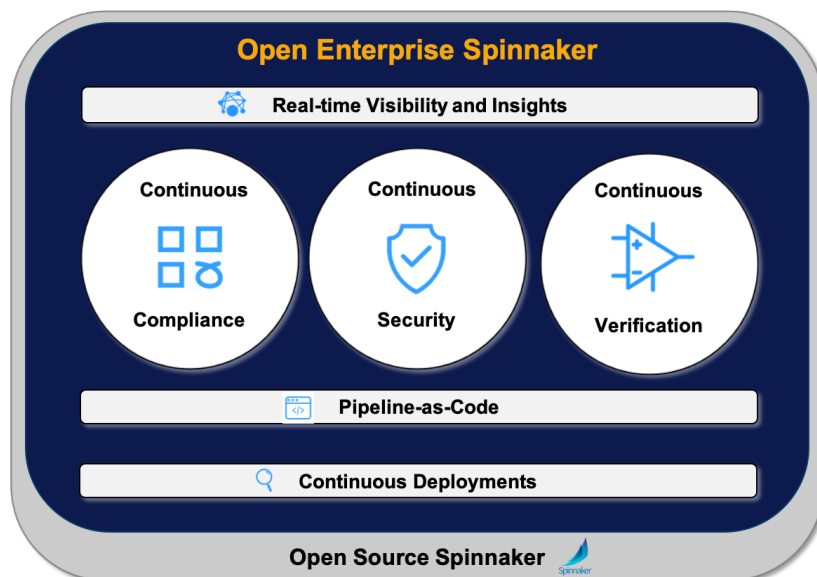 Open Enterprise Spinnaker
Real-time Visibility and Insights
Continuous
Compliance
Continuous
Security
Continuous
Verification
</>
Pipeline-as-Code
Continuous Deployments
Open Source Spinnaker
Spinnaker